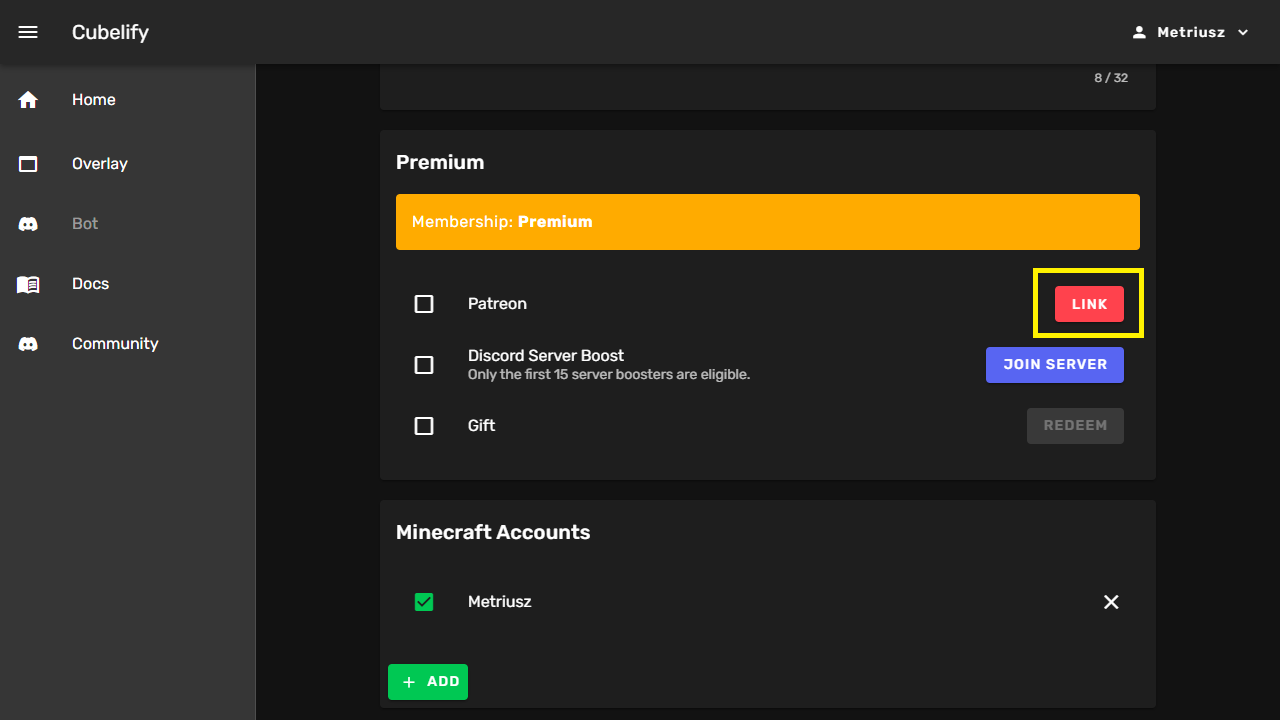 Cubelify
Metriusz
Home
Overlay
Bot
Docs
Community
8 / 32
Premium
Membership: Premium
Patreon
LINK
Discord Server Boost
Only the first 15 server boosters are eligible.
JOIN SERVER
Gift
REDEEM
Minecraft Accounts
Metriusz
+ ADD